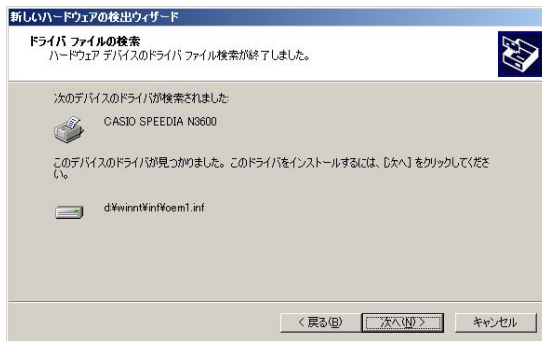 新しいハードウェアの検出ウィザード
ドライバ ファイルの検索
ハードウェア デバイスのドライバ ファイル検索が終了しました。
次のデバイスのドライバが検索されました:
CASIO SPEEDIA N3600
このデバイスのドライバが見つかりました。このドライバをインストールするには、[次へ] をクリックしてくださ
い。
d:¥winnt¥inf¥oem1.inf
< 戻る(B)
次へ(N) >
キャンセル